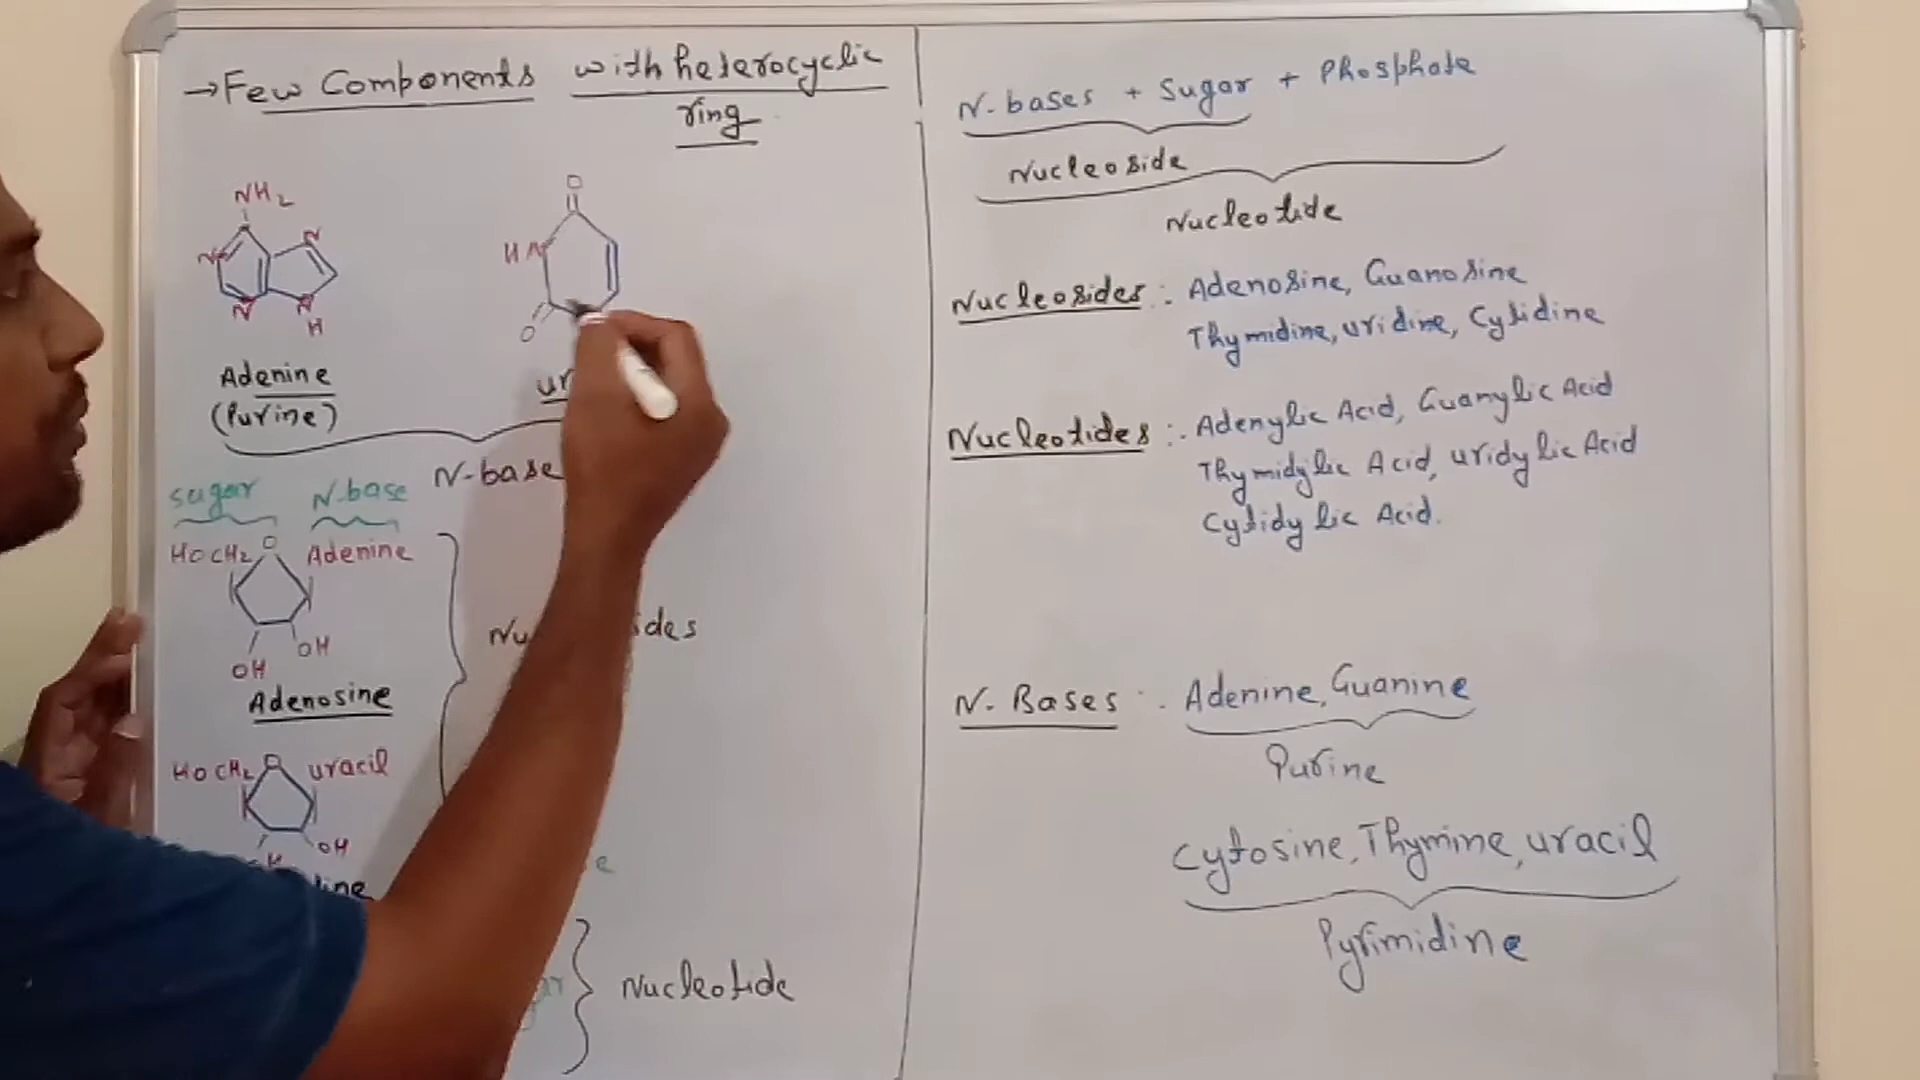 →Few Components with heterocyclic
ring
NH2
N
N
N
N
H
Adenine
(Purine)
O
HN
O
N-base
sugar N-base
HOCH2 O Adenine
OH
OH
Adenosine
HOCH2 O uracil
OH
H
Nucleotide
N-bases + Sugar + Phosphate
Nucleoside
Nucleotide
Nucleosides :- Adenosine, Guanosine
Thymidine, uridine, Cytidine
Nucleotides :- Adenylic Acid, Guanylic Acid
Thymidylic Acid, uridylic Acid
Cytidylic Acid.
N-Bases :- Adenine, Guanine
Purine
Cytosine, Thymine, uracil
Pyrimidine